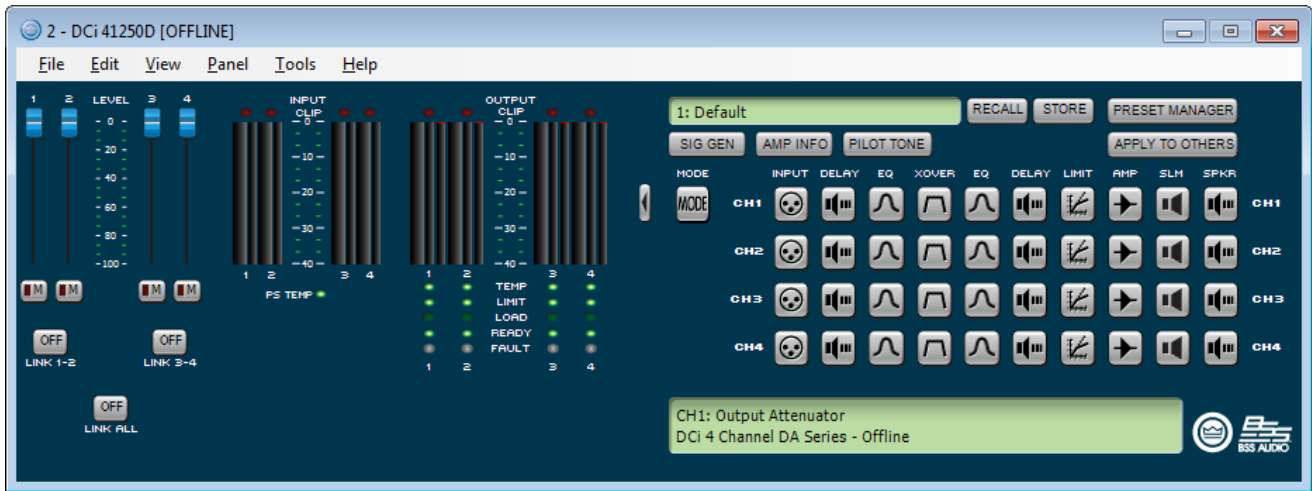 2 - DCi 41250D [OFFLINE]
File Edit View Panel Tools Help
1 2 LEVEL 3 4
- 0 -
- 20 -
- 40 -
- 60 -
- 80 -
-100 -
M M M M
OFF OFF
LINK 1-2 LINK 3-4
OFF
LINK ALL
INPUT
CLIP
- 0 -
-10-
-20-
-30-
-40-
1 2 3 4
PS TEMP
OUTPUT
CLIP
- 0 -
-10-
-20-
-30-
-40-
1 2 3 4
TEMP
LIMIT
LOAD
READY
FAULT
1 2 3 4
1: Default RECALL STORE PRESET MANAGER
SIG GEN AMP INFO PILOT TONE APPLY TO OTHERS
MODE INPUT DELAY EQ XOVER EQ DELAY LIMIT AMP SLM SPKR
MODE CH1 CH1
CH2 CH2
CH3 CH3
CH4 CH4
CH1: Output Attenuator
DCi 4 Channel DA Series - Offline
BSS
BSS AUDIO